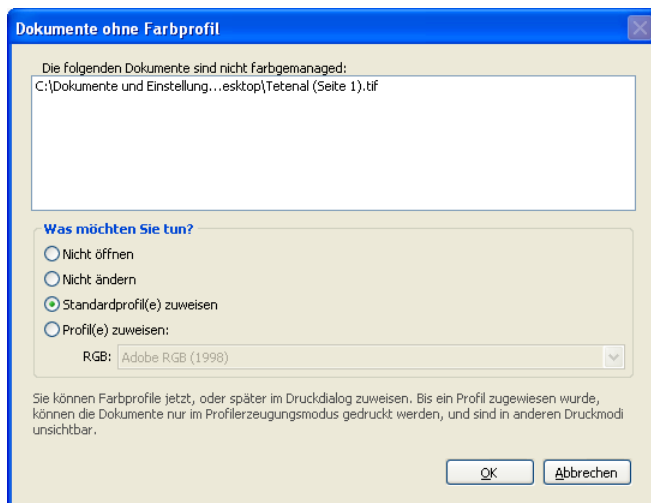 Dokumente ohne Farbprofil
Die folgenden Dokumente sind nicht farbgemanaged:
C:\Dokumente und Einstellung...esktop\Tetenal (Seite 1).tif
Was möchten Sie tun?
Nicht öffnen
Nicht ändern
Standardprofil(e) zuweisen
Profil(e) zuweisen:
RGB: Adobe RGB (1998)
Sie können Farbprofile jetzt, oder später im Druckdialog zuweisen. Bis ein Profil zugewiesen wurde,
können die Dokumente nur im Profilerzeugungsmodus gedruckt werden, und sind in anderen Druckmodi
unsichtbar.
OK Abbrechen